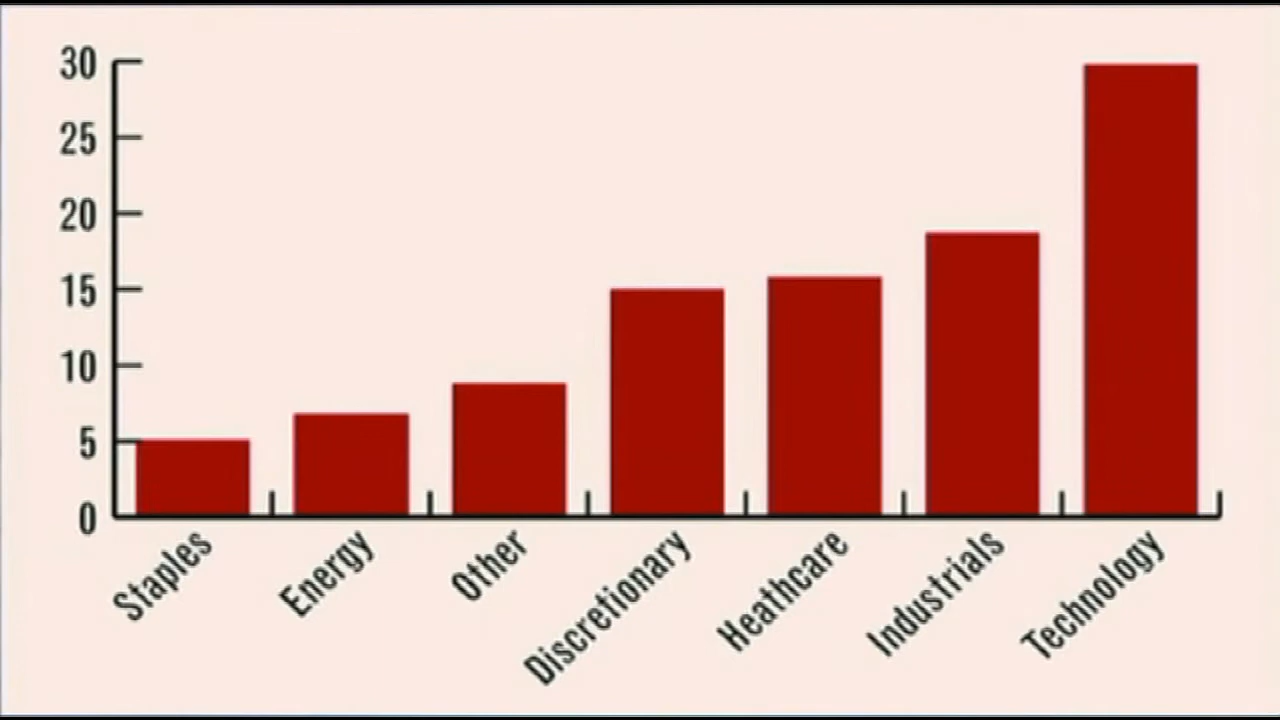 30
25
20
15
10
5
0
Staples
Energy
Other
Discretionary
Heathcare
Industrials
Technology